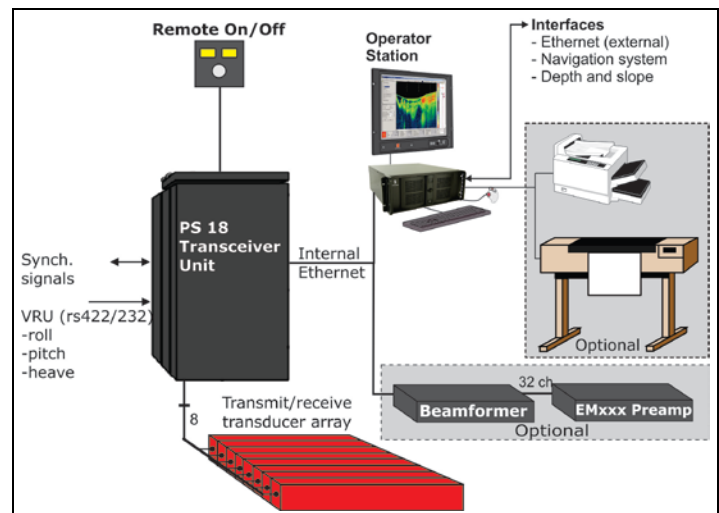 Remote On/Off
Operator
Station
Interfaces
- Ethernet (external)
- Navigation system
- Depth and slope
PS 18
Transceiver
Unit
Internal
Ethernet
Synch.
signals
VRU (rs422/232)
-roll
-pitch
-heave
Optional
8
Transmit/receive
transducer array
Beamformer
32 ch
EMxxx Preamp
Optional